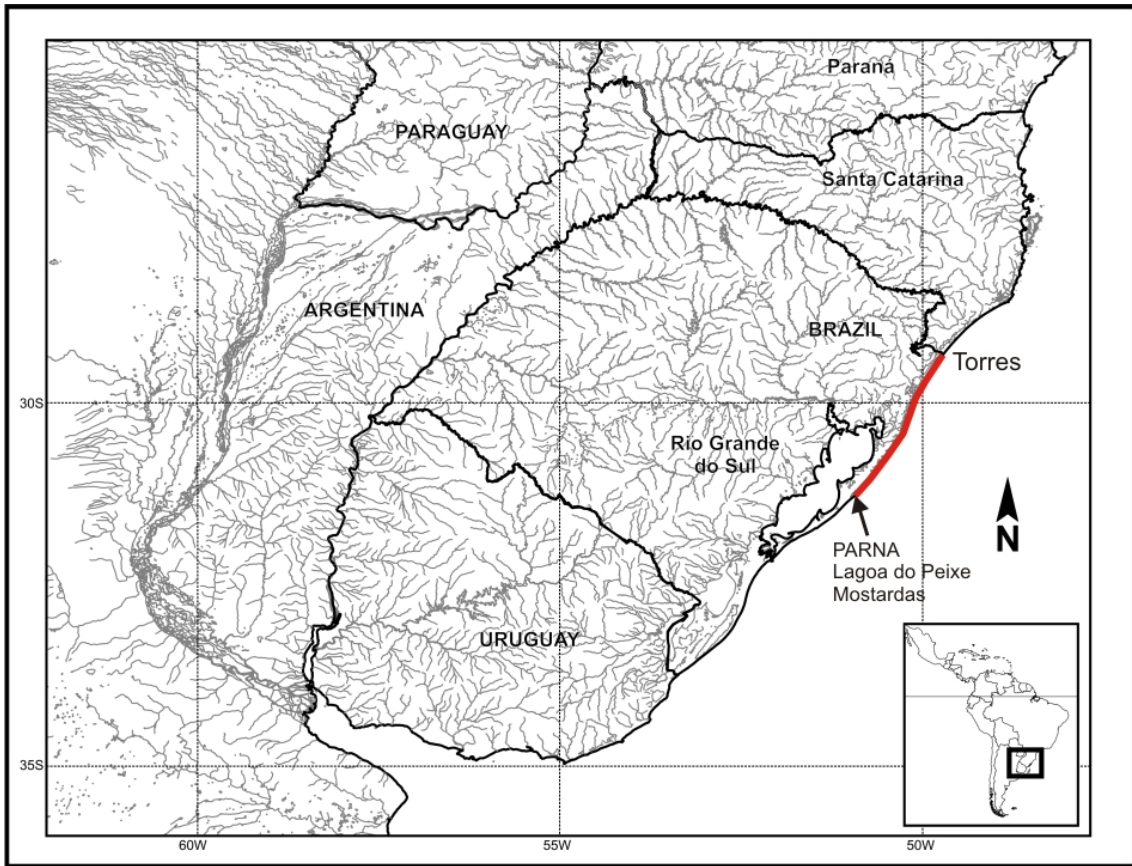 Paraná
PARAGUAY
Santa Catarina
ARGENTINA
BRAZIL
Torres
30S
Rio Grande
do Sul
N
PARNA
Lagoa do Peixe
Mostardas
URUGUAY
35S
60W
55W
50W